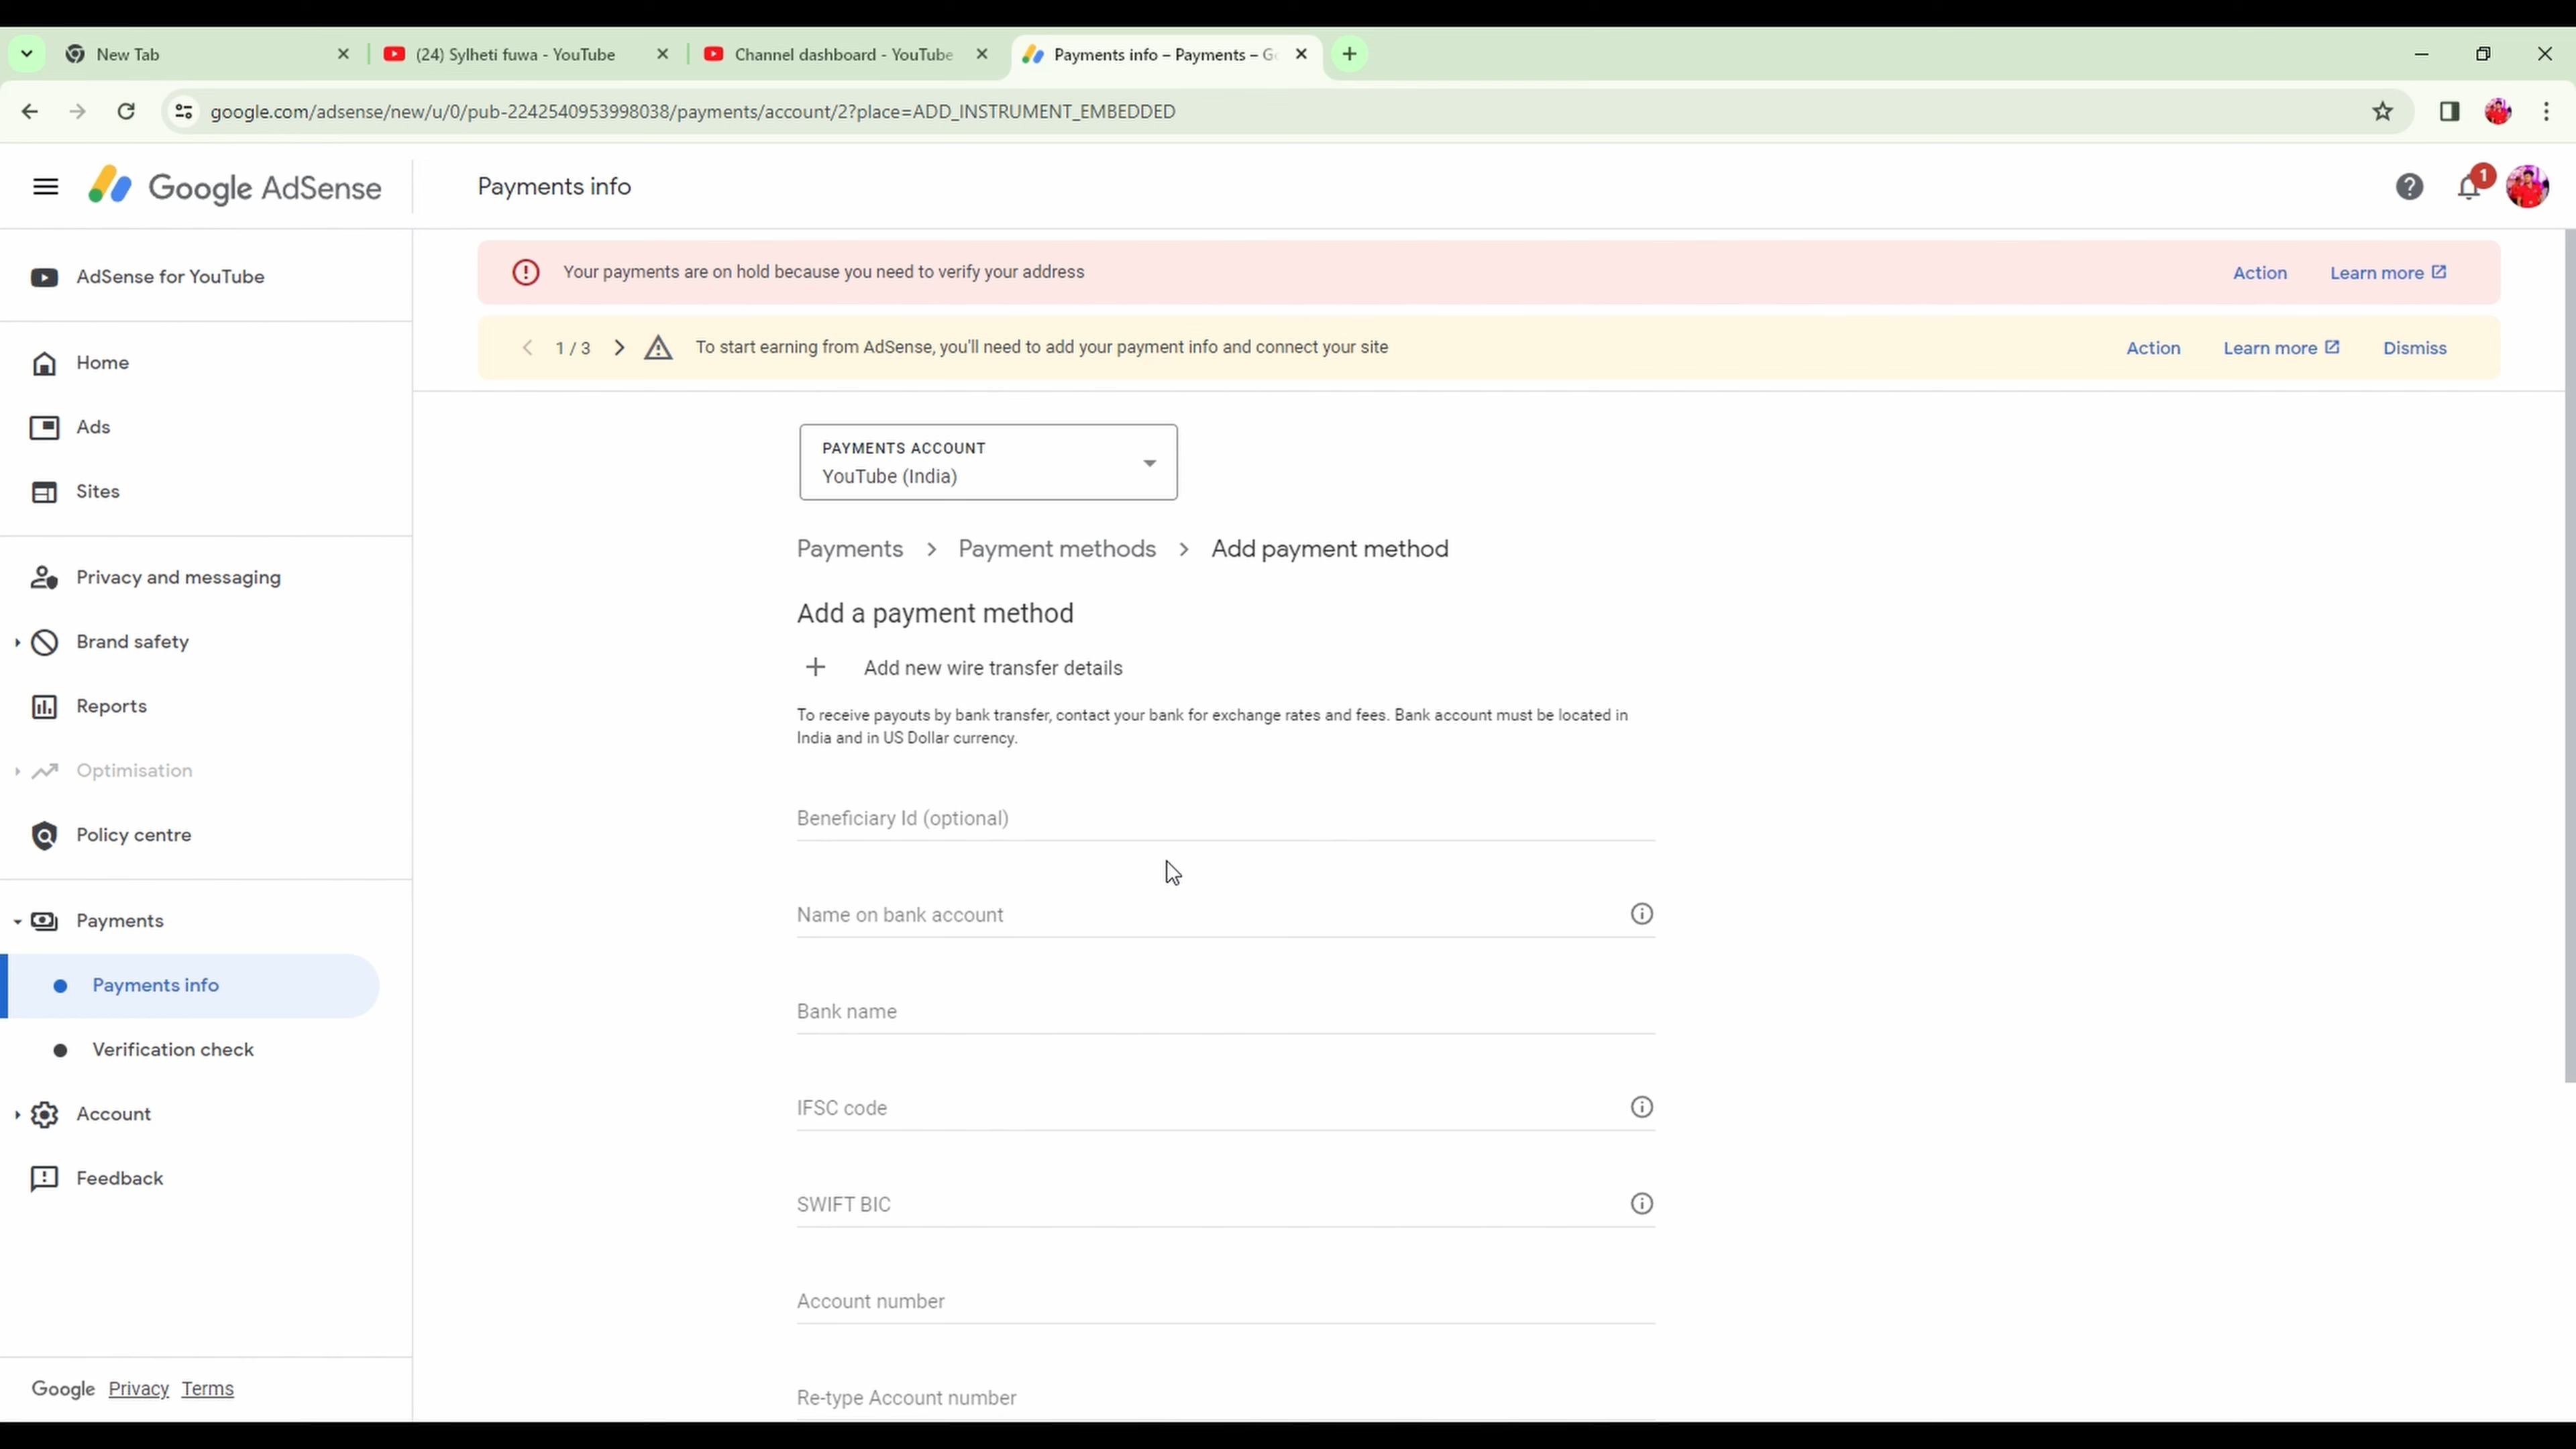 New Tab
(24) Sylheti fuwa - YouTube
Channel dashboard - YouTube
Payments info – Payments – Go
google.com/adsense/new/u/0/pub-2242540953998038/payments/account/2?place=ADD_INSTRUMENT_EMBEDDED
Google AdSense
Payments info
1
AdSense for YouTube
Home
Ads
Sites
Privacy and messaging
Brand safety
Reports
Optimisation
Policy centre
Payments
Payments info
Verification check
Account
Feedback
Google Privacy Terms
Your payments are on hold because you need to verify your address
Action
Learn more
1 / 3
To start earning from AdSense, you'll need to add your payment info and connect your site
Action
Learn more
Dismiss
PAYMENTS ACCOUNT
YouTube (India)
Payments > Payment methods > Add payment method
Add a payment method
+ Add new wire transfer details
To receive payouts by bank transfer, contact your bank for exchange rates and fees. Bank account must be located in
India and in US Dollar currency.
Beneficiary Id (optional)
Name on bank account
Bank name
IFSC code
SWIFT BIC
Account number
Re-type Account number